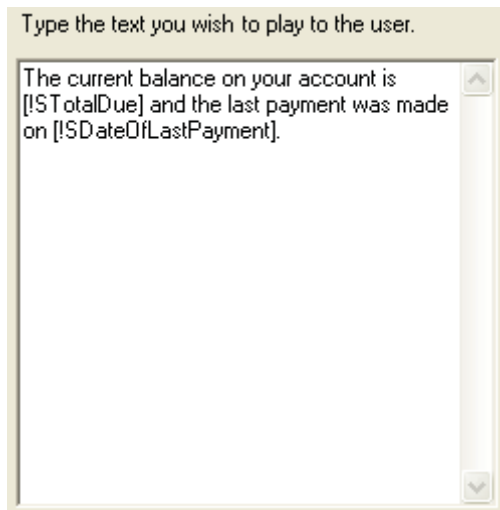 Type the text you wish to play to the user.
The current balance on your account is
[!STotalDue] and the last payment was made
on [!SDateOfLastPayment].